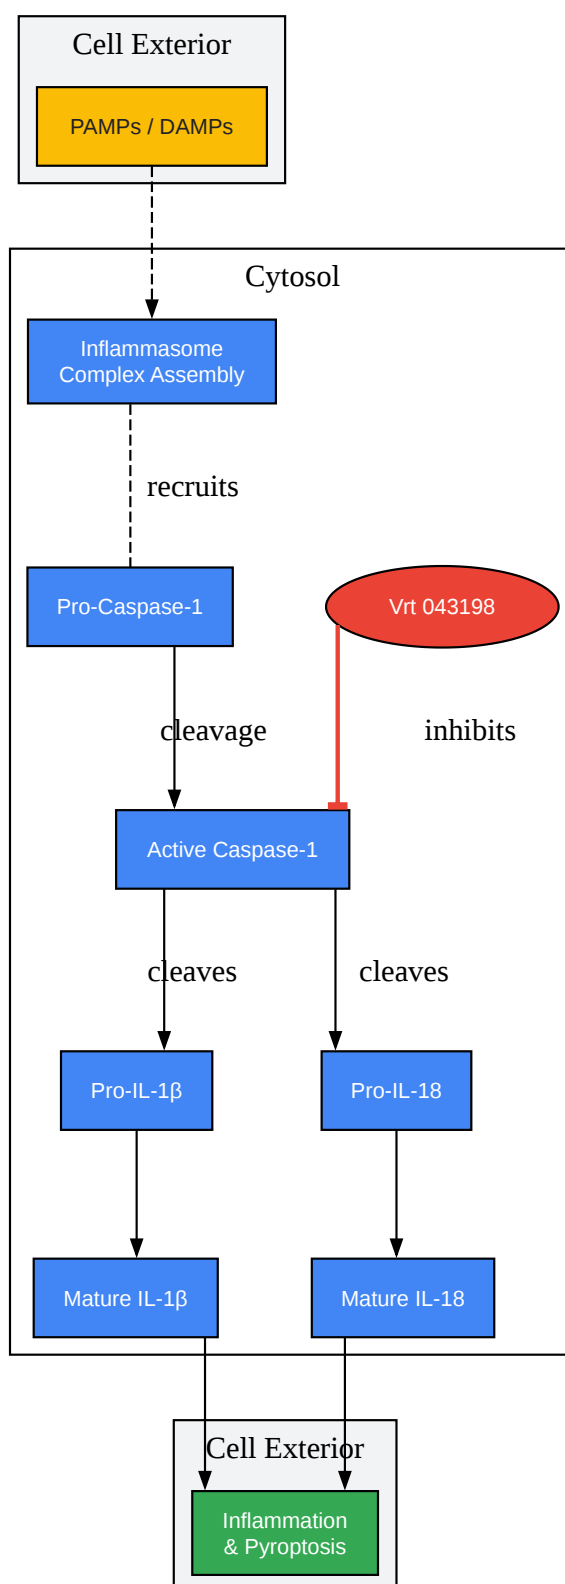 Cell Exterior
PAMPs / DAMPs
Cytosol
Inflammasome
Complex Assembly
recruits
Pro-Caspase-1
Vrt 043198
cleavage
inhibits
Active Caspase-1
cleaves
cleaves
Pro-IL-1β
Pro-IL-18
Mature IL-1β
Mature IL-18
Cell Exterior
Inflammation
& Pyroptosis